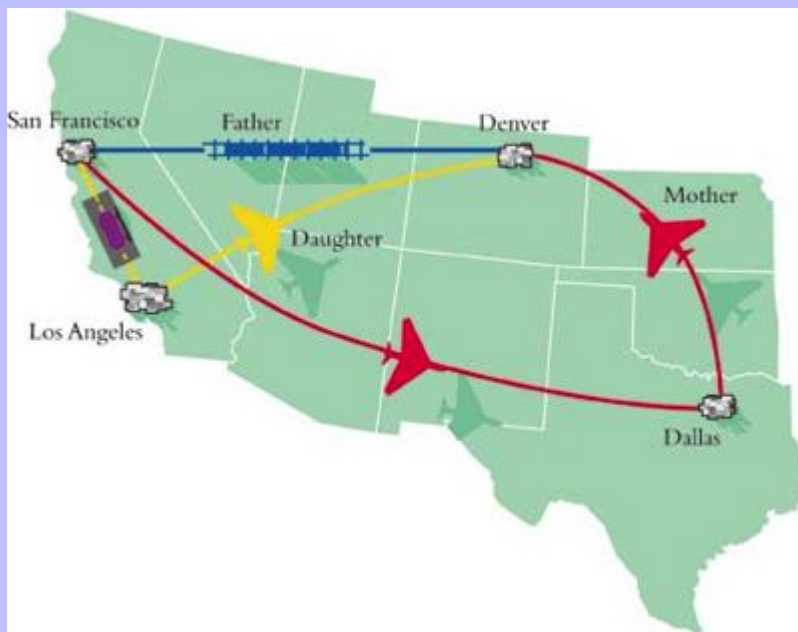 San Francisco
Father
Denver
Mother
Daughter
Los Angeles
Dallas